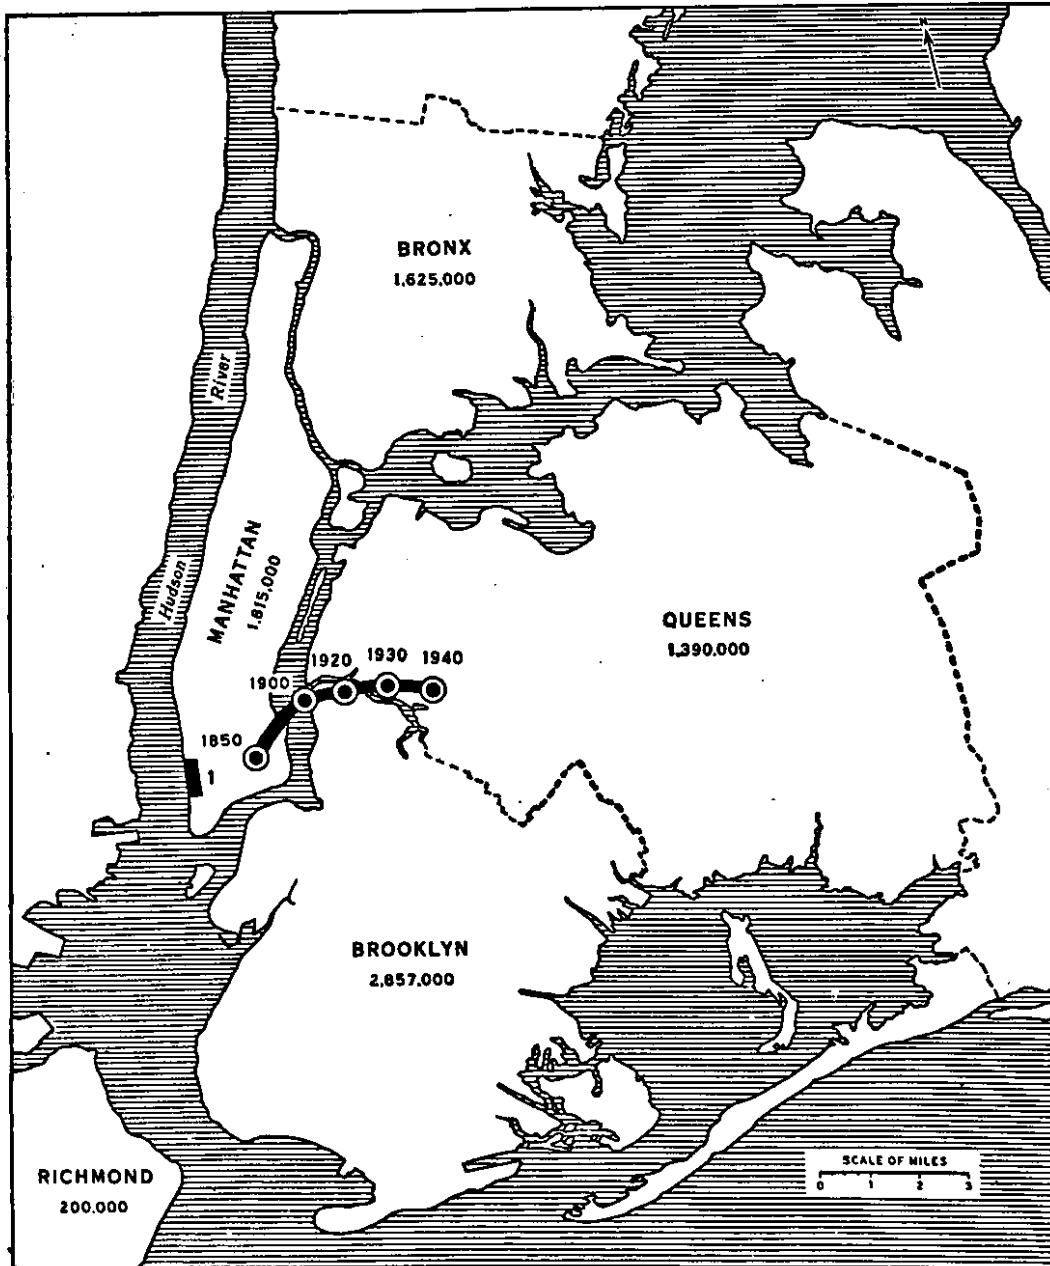 N
BRONX
1,625,000
River
MANHATTAN
1,815,000
Hudson
QUEENS
1,390,000
1850
1900
1920
1930
1940
1
BROOKLYN
2,857,000
RICHMOND
200,000
SCALE OF MILES
0 1 2 3